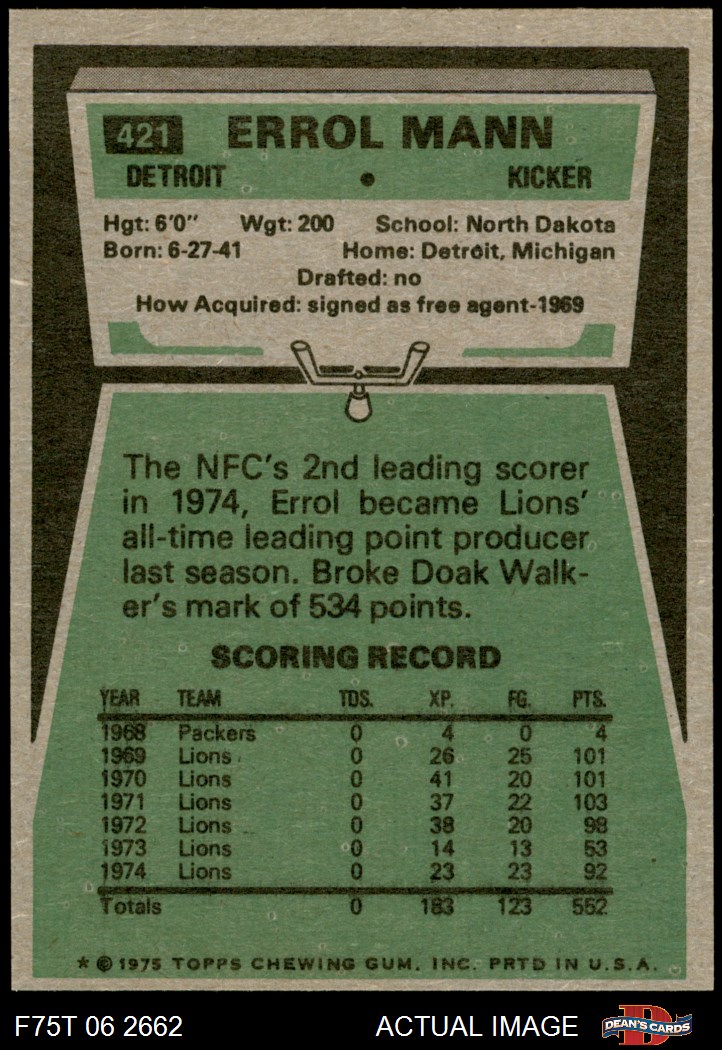 421 ERROL MANN
DETROIT • KICKER
Hgt: 6'0" Wgt: 200 School: North Dakota
Born: 6-27-41 Home: Detroit, Michigan
Drafted: no
How Acquired: signed as free agent-1969
The NFC's 2nd leading scorer
in 1974, Errol became Lions'
all-time leading point producer
last season. Broke Doak Walk-
er's mark of 534 points.
SCORING RECORD
YEAR TEAM TDS. XP. FG. PTS.
1968 Packers 0 4 0 4
1969 Lions 0 26 25 101
1970 Lions 0 41 20 101
1971 Lions 0 37 22 103
1972 Lions 0 38 20 98
1973 Lions 0 14 13 53
1974 Lions 0 23 23 92
Totals 0 183 123 552
* © 1975 TOPPS CHEWING GUM, INC. PRTD IN U.S.A.
F75T 06 2662 ACTUAL IMAGE D DEAN'S CARDS